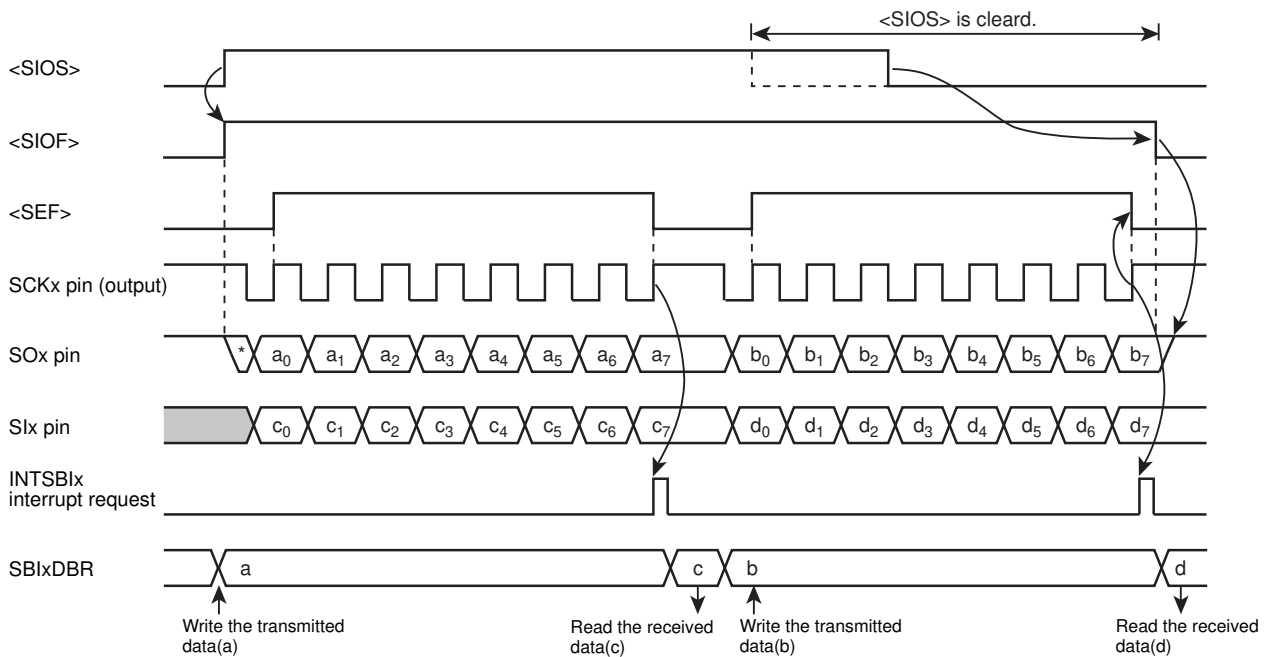 <SIOS> is cleard.
<SIOS>
<SIOF>
<SEF>
SCKx pin (output)
SOx pin
* a0 a1 a2 a3 a4 a5 a6 a7 b0 b1 b2 b3 b4 b5 b6 b7
SIx pin
c0 c1 c2 c3 c4 c5 c6 c7 d0 d1 d2 d3 d4 d5 d6 d7
INTSBIx
interrupt request
SBIxDBR
a c b d
Write the transmitted
data(a)
Read the received
data(c)
Write the transmitted
data(b)
Read the received
data(d)